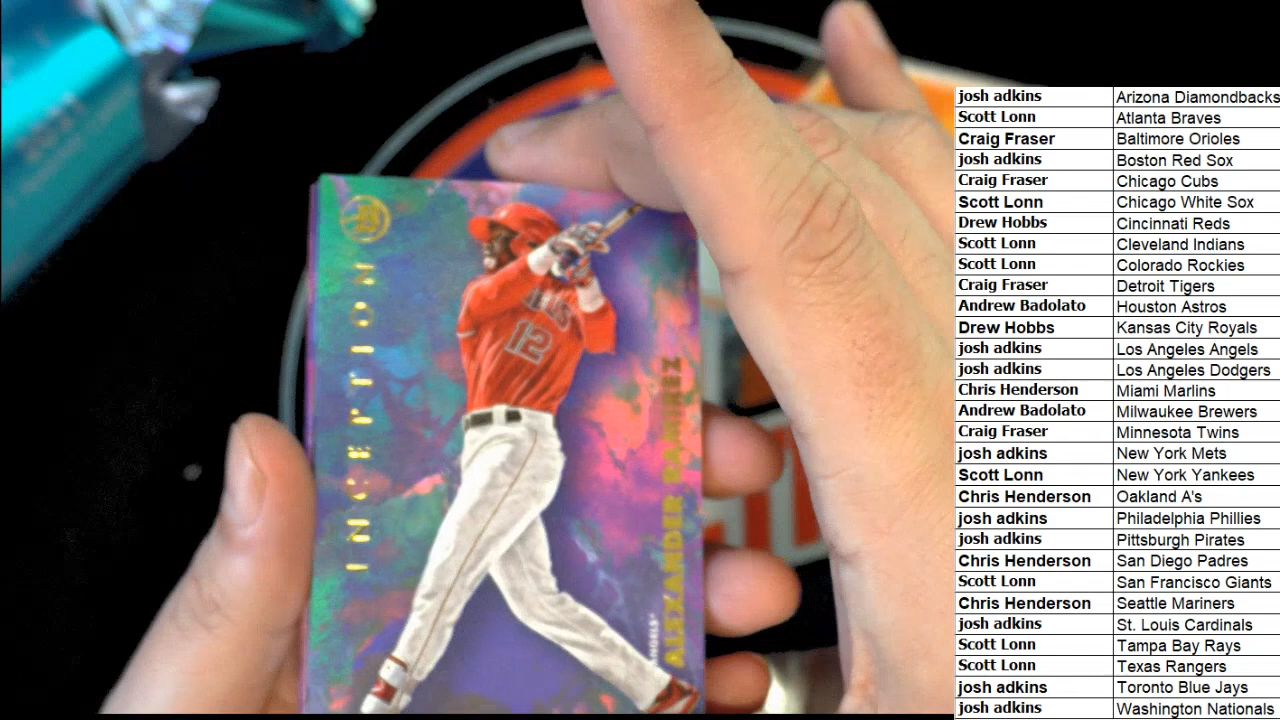 INCEPTION
12
ALEXANDER RAMIREZ
ANGELS
josh adkins Arizona Diamondbacks
Scott Lonn Atlanta Braves
Craig Fraser Baltimore Orioles
josh adkins Boston Red Sox
Craig Fraser Chicago Cubs
Scott Lonn Chicago White Sox
Drew Hobbs Cincinnati Reds
Scott Lonn Cleveland Indians
Scott Lonn Colorado Rockies
Craig Fraser Detroit Tigers
Andrew Badolato Houston Astros
Drew Hobbs Kansas City Royals
josh adkins Los Angeles Angels
josh adkins Los Angeles Dodgers
Chris Henderson Miami Marlins
Andrew Badolato Milwaukee Brewers
Craig Fraser Minnesota Twins
josh adkins New York Mets
Scott Lonn New York Yankees
Chris Henderson Oakland A's
josh adkins Philadelphia Phillies
josh adkins Pittsburgh Pirates
Chris Henderson San Diego Padres
Scott Lonn San Francisco Giants
Chris Henderson Seattle Mariners
josh adkins St. Louis Cardinals
Scott Lonn Tampa Bay Rays
Scott Lonn Texas Rangers
josh adkins Toronto Blue Jays
josh adkins Washington Nationals